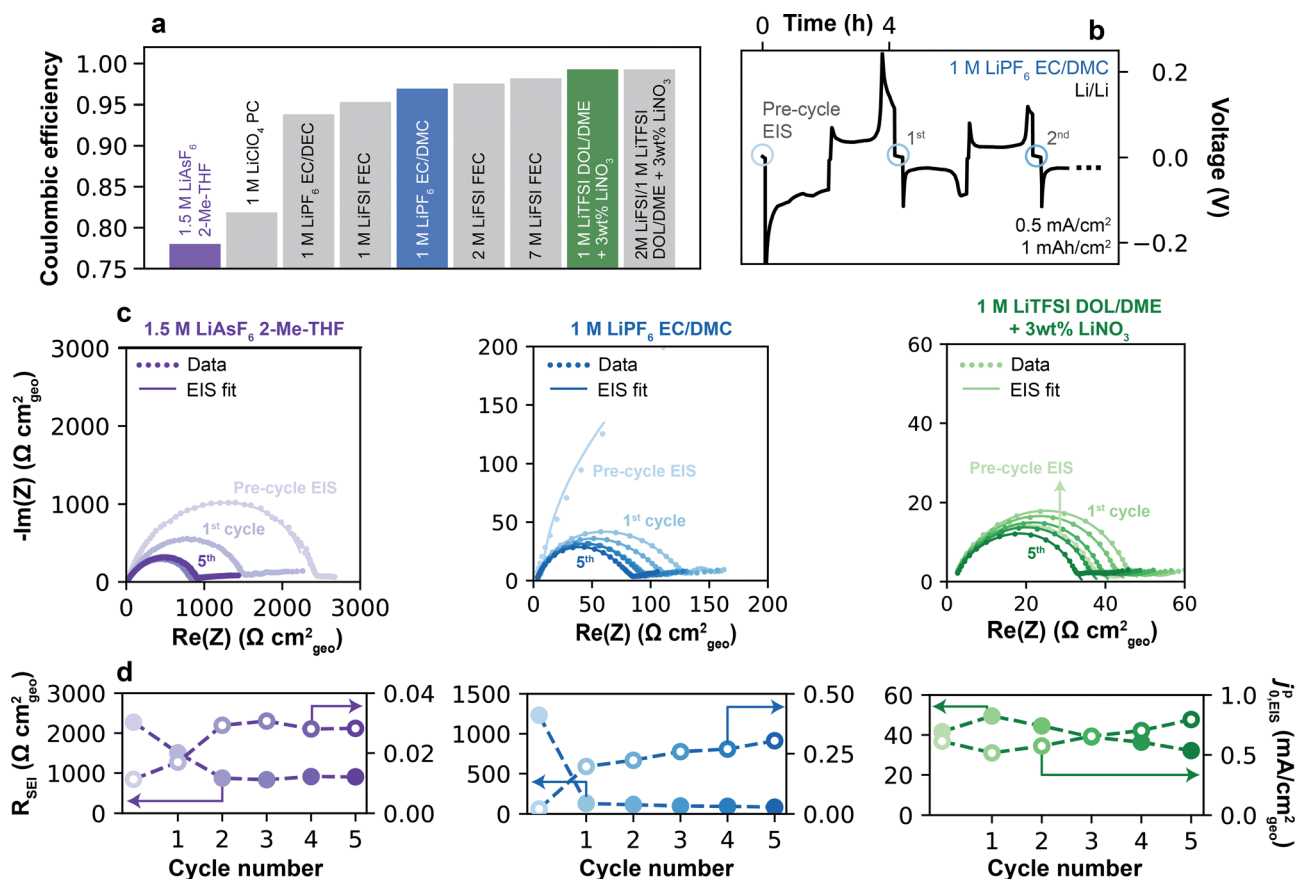 a
Coulombic efficiency
1.00
0.95
0.90
0.85
0.80
0.75
1.5 M LiAsF₆
2-Me-THF
1 M LiClO₄ PC
1 M LiPF₆ EC/DEC
1 M LiFSI FEC
1 M LiPF₆ EC/DMC
2 M LiFSI FEC
7 M LiFSI FEC
1 M LiTFSI DOL/DME
+ 3wt% LiNO₃
2M LiFSI/1 M LiTFSI
DOL/DME + 3wt% LiNO₃
b
Time (h)
0
4
1 M LiPF₆ EC/DMC
Li/Li
Pre-cycle
EIS
1st
2nd
0.5 mA/cm²
1 mAh/cm²
0.2
0.0
−0.2
Voltage (V)
c
1.5 M LiAsF₆ 2-Me-THF
-Im(Z) (Ω cm²geo)
3000
2000
1000
0
Data
EIS fit
Pre-cycle EIS
1st cycle
5th
0 1000 2000 3000
Re(Z) (Ω cm²geo)
1 M LiPF₆ EC/DMC
200
150
100
50
0
Data
EIS fit
Pre-cycle EIS
1st cycle
5th
0 50 100 150 200
Re(Z) (Ω cm²geo)
1 M LiTFSI DOL/DME
+ 3wt% LiNO₃
60
40
20
0
Data
EIS fit
Pre-cycle EIS
1st cycle
5th
0 20 40 60
Re(Z) (Ω cm²geo)
d
R_SEI (Ω cm²geo)
3000
2000
1000
0
0.04
0.02
0.00
1 2 3 4 5
Cycle number
1500
1000
500
0
0.50
0.25
0.00
1 2 3 4 5
Cycle number
60
40
20
0
1.0
0.5
0.0
1 2 3 4 5
Cycle number
j^p_0,EIS (mA/cm²geo)